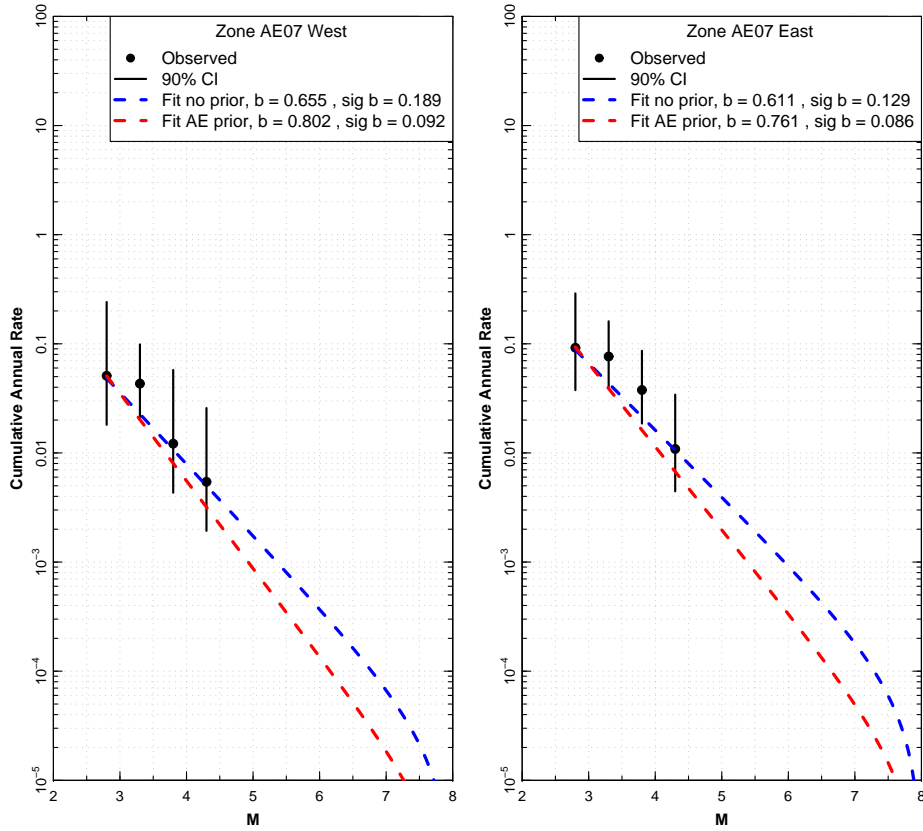 Zone AE07 West
Observed
90% CI
Fit no prior, b = 0.655 , sig b = 0.189
Fit AE prior, b = 0.802 , sig b = 0.092
100
10
1
0.1
0.01
10−3
10−4
10−5
Cumulative Annual Rate
2 3 4 5 6 7 8
M
Zone AE07 East
Observed
90% CI
Fit no prior, b = 0.611 , sig b = 0.129
Fit AE prior, b = 0.761 , sig b = 0.086
100
10
1
0.1
0.01
10−3
10−4
10−5
Cumulative Annual Rate
2 3 4 5 6 7 8
M